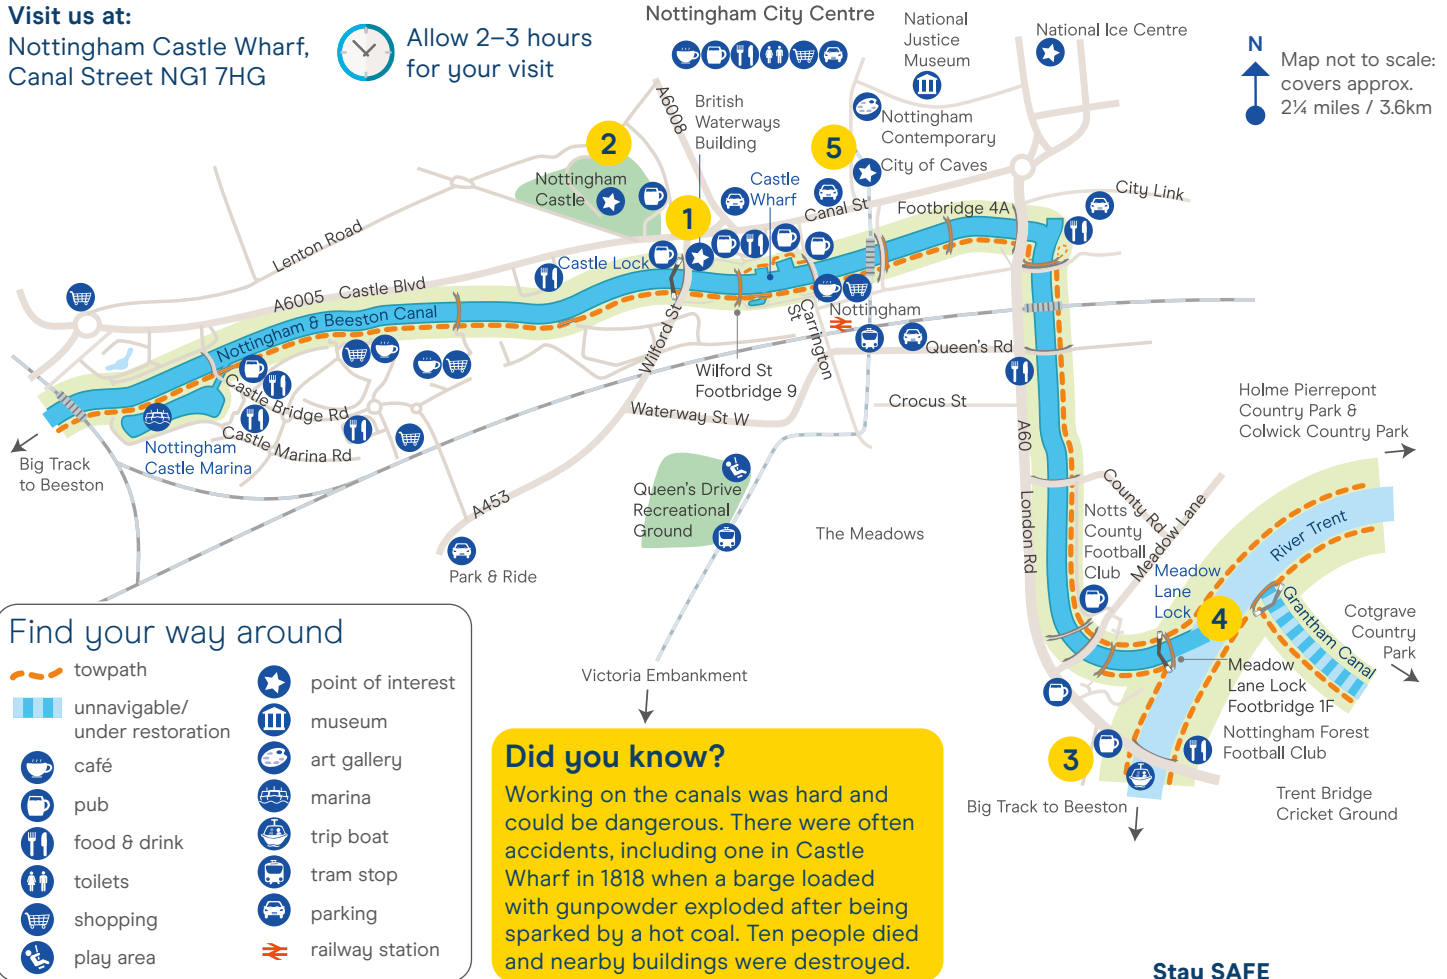 Visit us at:
Nottingham Castle Wharf,
Canal Street NG1 7HG
Allow 2–3 hours
for your visit
Nottingham City Centre
National
Justice
Museum
National Ice Centre
N
Map not to scale:
covers approx.
2¼ miles / 3.6km
A6008
British
Waterways
Building
Nottingham
Contemporary
2
5
City of Caves
Nottingham
Castle
Castle
Wharf
1
Canal St
Footbridge 4A
City Link
Lenton Road
Castle Lock
A6005 Castle Blvd
Nottingham & Beeston Canal
Wilford St
Carrington
St
Nottingham
Queen's Rd
Wilford St
Footbridge 9
Castle Bridge Rd
Castle Marina Rd
Waterway St W
Crocus St
A60
Holme Pierrepont
Country Park &
Colwick Country Park
Nottingham
Castle Marina
Big Track
to Beeston
A453
Queen's Drive
Recreational
Ground
The Meadows
London Rd
County Rd
Meadow Lane
Notts
County
Football
Club
River Trent
Park & Ride
Meadow
Lane
Lock
4
Grantham Canal
Cotgrave
Country
Park
Meadow
Lane Lock
Footbridge 1F
Victoria Embankment
Nottingham Forest
Football Club
3
Big Track to Beeston
Trent Bridge
Cricket Ground
Find your way around
towpath
unnavigable/
under restoration
café
pub
food & drink
toilets
shopping
play area
point of interest
museum
art gallery
marina
trip boat
tram stop
parking
railway station
Did you know?
Working on the canals was hard and
could be dangerous. There were often
accidents, including one in Castle
Wharf in 1818 when a barge loaded
with gunpowder exploded after being
sparked by a hot coal. Ten people died
and nearby buildings were destroyed.
Stay SAFE